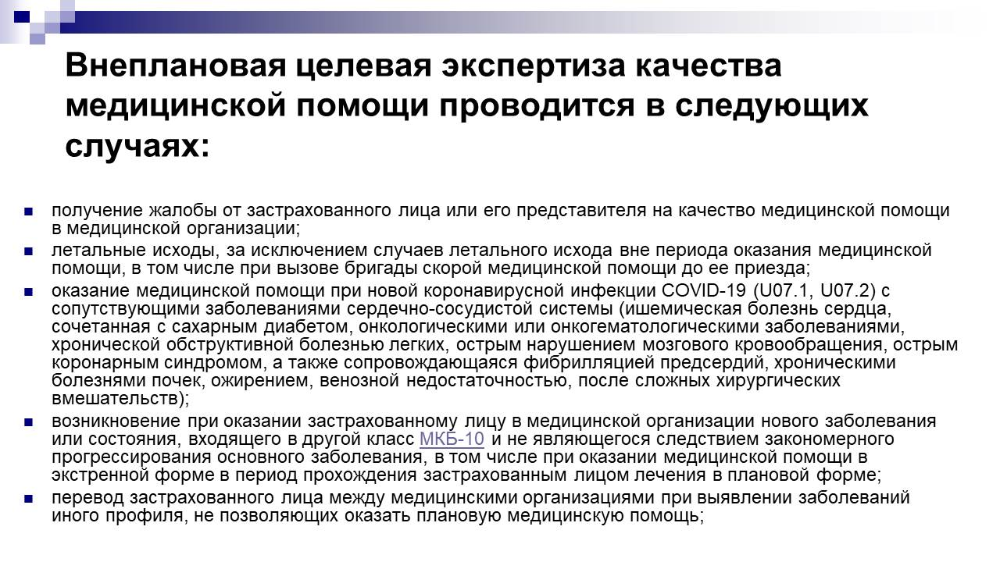 Внеплановая целевая экспертиза качества
медицинской помощи проводится в следующих
случаях:
получение жалобы от застрахованного лица или его представителя на качество медицинской помощи
в медицинской организации;
летальные исходы, за исключением случаев летального исхода вне периода оказания медицинской
помощи, в том числе при вызове бригады скорой медицинской помощи до ее приезда;
оказание медицинской помощи при новой коронавирусной инфекции COVID-19 (U07.1, U07.2) с
сопутствующими заболеваниями сердечно-сосудистой системы (ишемическая болезнь сердца,
сочетанная с сахарным диабетом, онкологическими или онкогематологическими заболеваниями,
хронической обструктивной болезнью легких, острым нарушением мозгового кровообращения, острым
коронарным синдромом, а также сопровождающаяся фибрилляцией предсердий, хроническими
болезнями почек, ожирением, венозной недостаточностью, после сложных хирургических
вмешательств);
возникновение при оказании застрахованному лицу в медицинской организации нового заболевания
или состояния, входящего в другой класс МКБ-10 и не являющегося следствием закономерного
прогрессирования основного заболевания, в том числе при оказании медицинской помощи в
экстренной форме в период прохождения застрахованным лицом лечения в плановой форме;
перевод застрахованного лица между медицинскими организациями при выявлении заболеваний
иного профиля, не позволяющих оказать плановую медицинскую помощь;